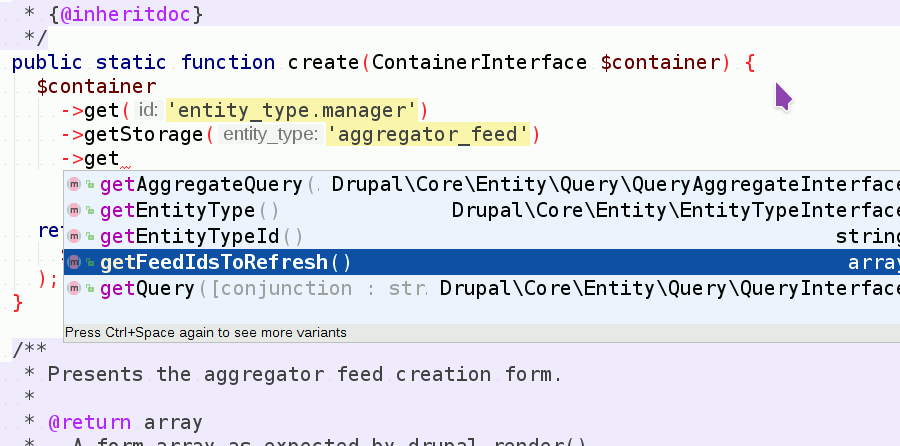 * {@inheritdoc}
*/
public static function create(ContainerInterface $container) {
$container
->get( id: 'entity_type.manager')
->getStorage( entity_type: 'aggregator_feed')
->get
getAggregateQuery(. Drupal\Core\Entity\Query\QueryAggregateInterface
getEntityType() Drupal\Core\Entity\EntityTypeInterface
getEntityTypeId() string
getFeedIdsToRefresh() array
getQuery([conjunction : str. Drupal\Core\Entity\Query\QueryInterface
);
}
Press Ctrl+Space again to see more variants
/**
* Presents the aggregator feed creation form.
*
* @return array
* A form array as expected by drupal_render()